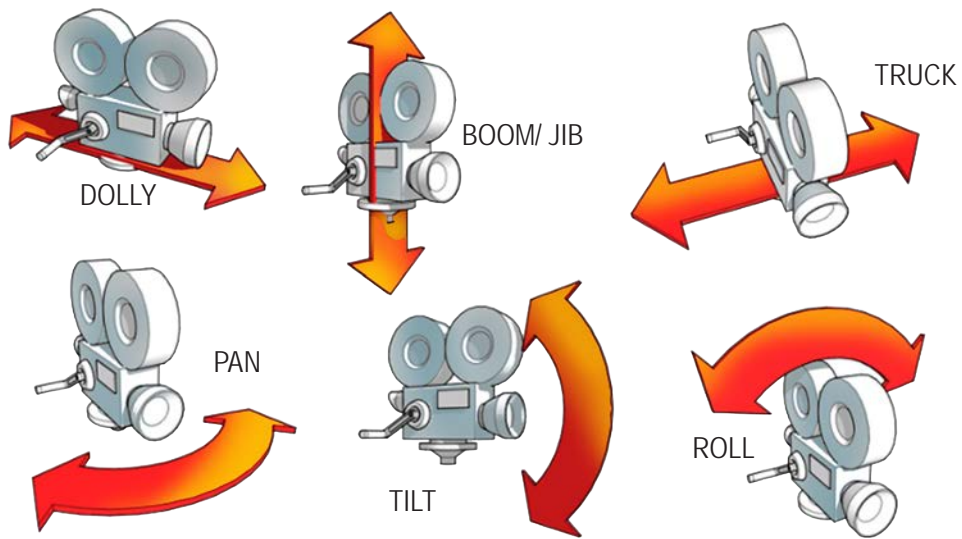 DOLLY
BOOM/ JIB
TRUCK
PAN
TILT
ROLL